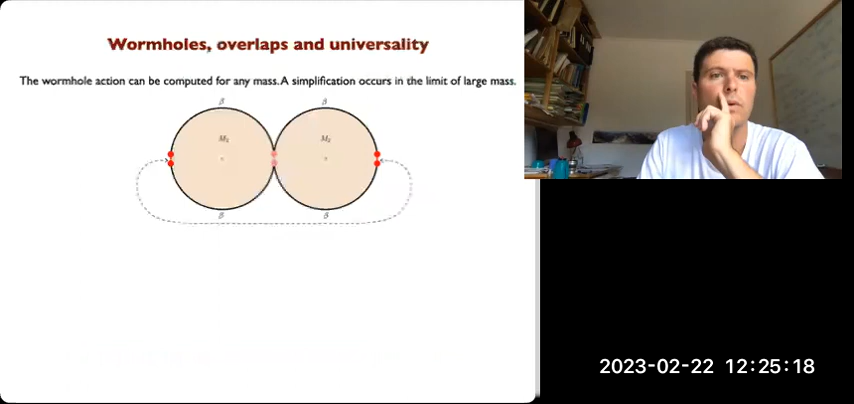 Wormholes, overlaps and universality
The wormhole action can be computed for any mass. A simplification occurs in the limit of large mass.
β β
M₁ M₂
β β
2023-02-22 12:25:18